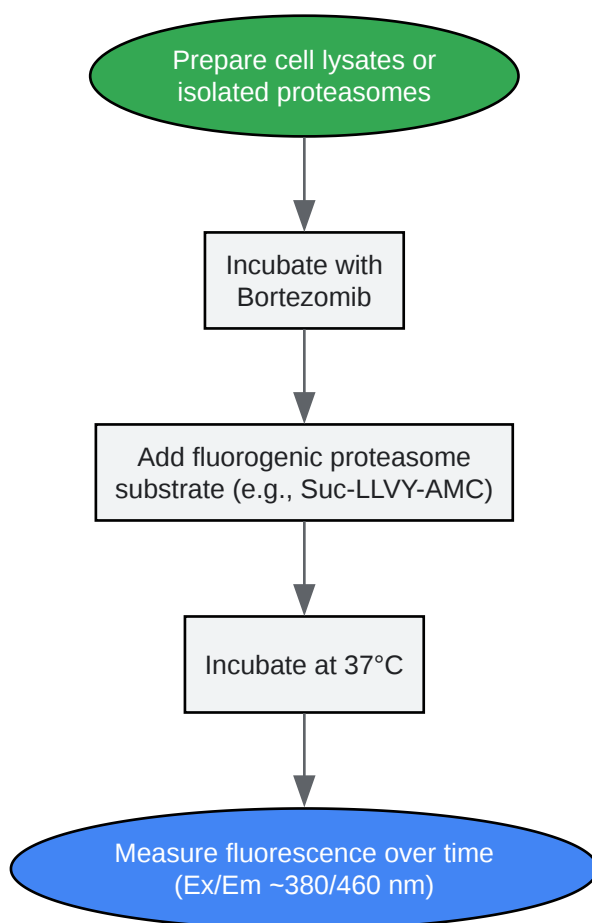 Prepare cell lysates or
isolated proteasomes
Incubate with
Bortezomib
Add fluorogenic proteasome
substrate (e.g., Suc-LLVY-AMC)
Incubate at 37°C
Measure fluorescence over time
(Ex/Em ~380/460 nm)